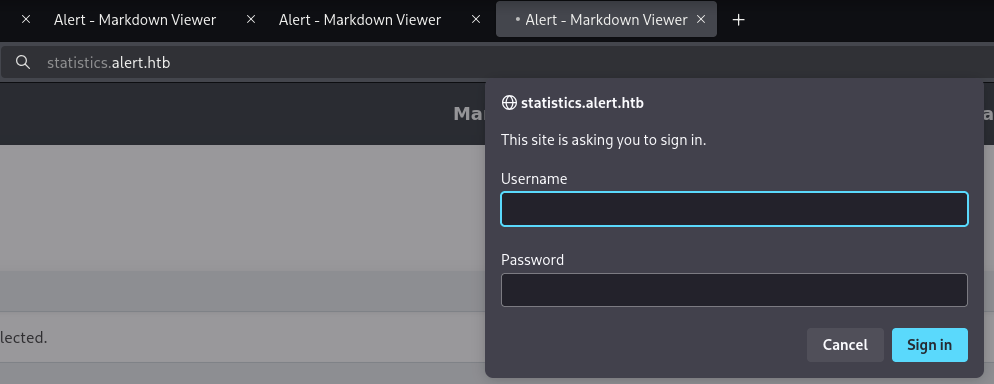 Alert - Markdown Viewer Alert - Markdown Viewer Alert - Markdown Viewer
statistics.alert.htb
statistics.alert.htb
This site is asking you to sign in.
Username
Password
Cancel Sign in
lected.